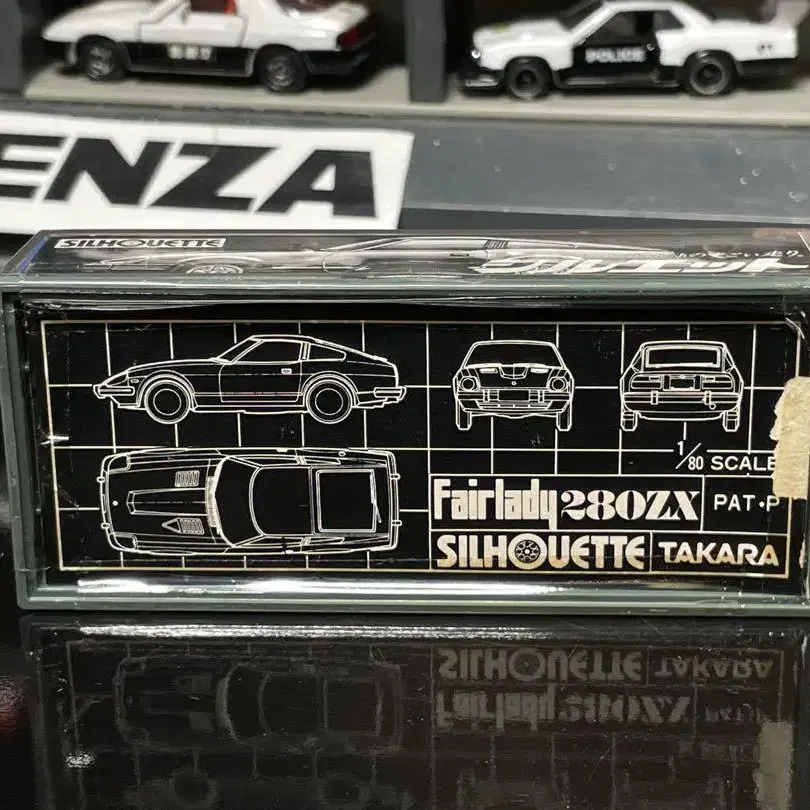 POLICE
ENZA
SILHOUETTE
1/80 SCALE
Fairlady 280ZX
PAT・P
SILHOUETTE
TAKARA